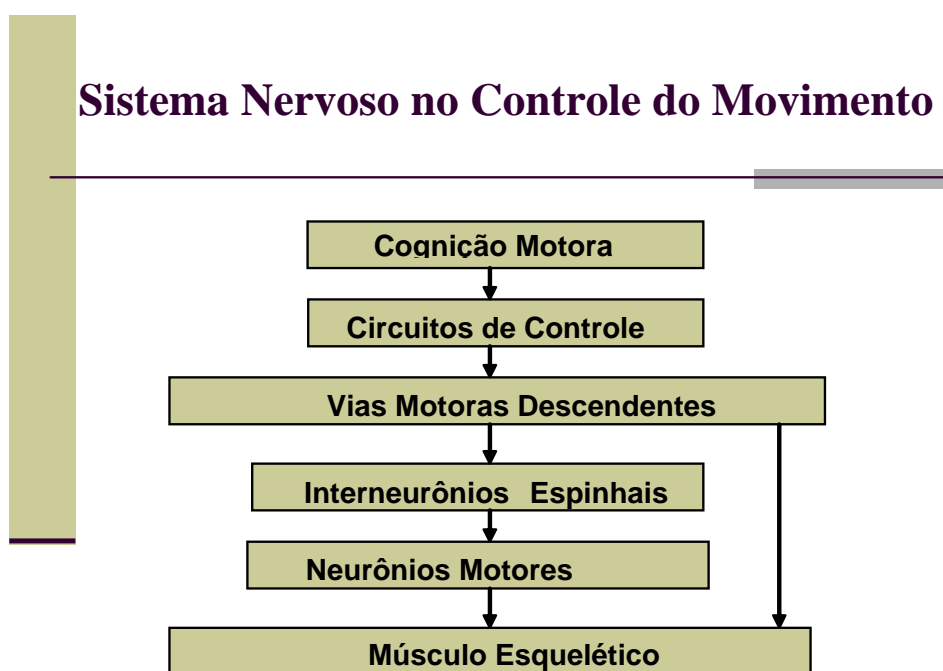 Sistema Nervoso no Controle do Movimento
Cognição Motora
Circuitos de Controle
Vias Motoras Descendentes
Interneurônios Espinhais
Neurônios Motores
Músculo Esquelético